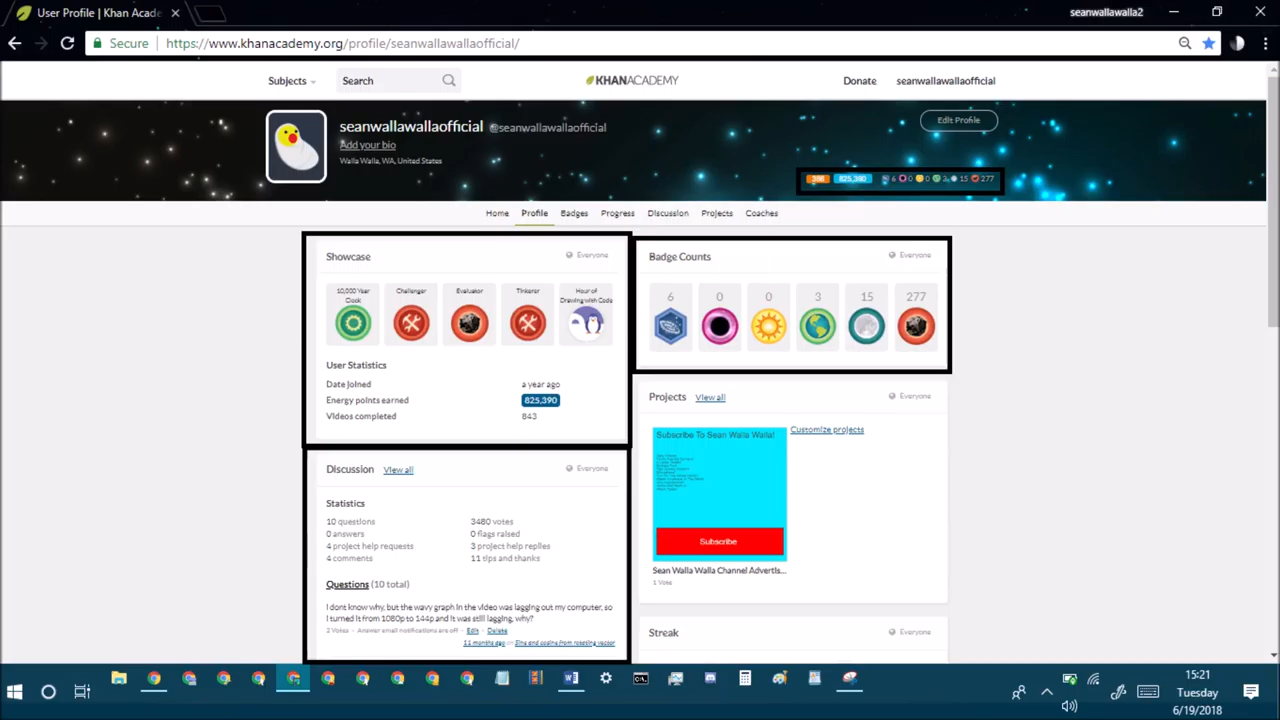 User Profile | Khan Acade
seanwallawalla2
Secure
https://www.khanacademy.org/profile/seanwallawallaofficial/
Subjects
Search
KHANACADEMY
Donate
seanwallawallaofficial
seanwallawallaofficial @seanwallawallaofficial
Add your bio
Walla Walla, WA, United States
Edit Profile
825,390 6 0 0 3 15 277
Home Profile Badges Progress Discussion Projects Coaches
Showcase
Everyone
10,000 Year Clock
Challenger
Evaluator
Tinkerer
Hour of Drawing with Code
User Statistics
Date Joined a year ago
Energy points earned 825,390
Videos completed 843
Badge Counts
Everyone
6 0 0 3 15 277
Projects View all
Everyone
Subscribe To Sean Walla Walla!
Subscribe
Customize projects
Sean Walla Walla Channel Advertis...
1 Vote
Streak
Everyone
Discussion View all
Everyone
Statistics
10 questions 3480 votes
0 answers 0 flags raised
4 project help requests 3 project help replies
4 comments 11 tips and thanks
Questions (10 total)
I dont know why, but the wavy graph in the video was lagging out my computer, so
I turned it from 1080p to 144p and it was still lagging, why?
2 Votes · Answer email notifications are off · Edit · Delete
11 months ago on Sine and cosine from rotating vector
15:21
Tuesday
6/19/2018